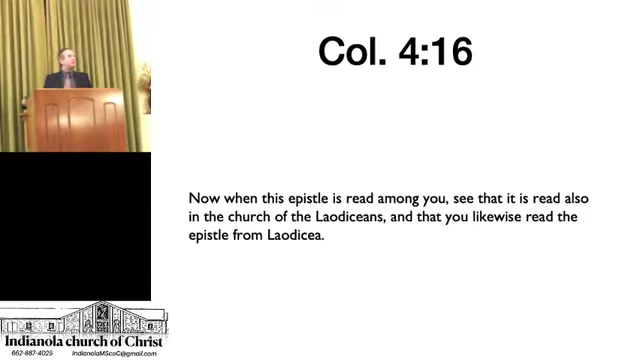 Col. 4:16
Now when this epistle is read among you, see that it is read also
in the church of the Laodiceans, and that you likewise read the
epistle from Laodicea.
Indianola church of Christ
662-887-4025 IndianolaMScoC@gmail.com